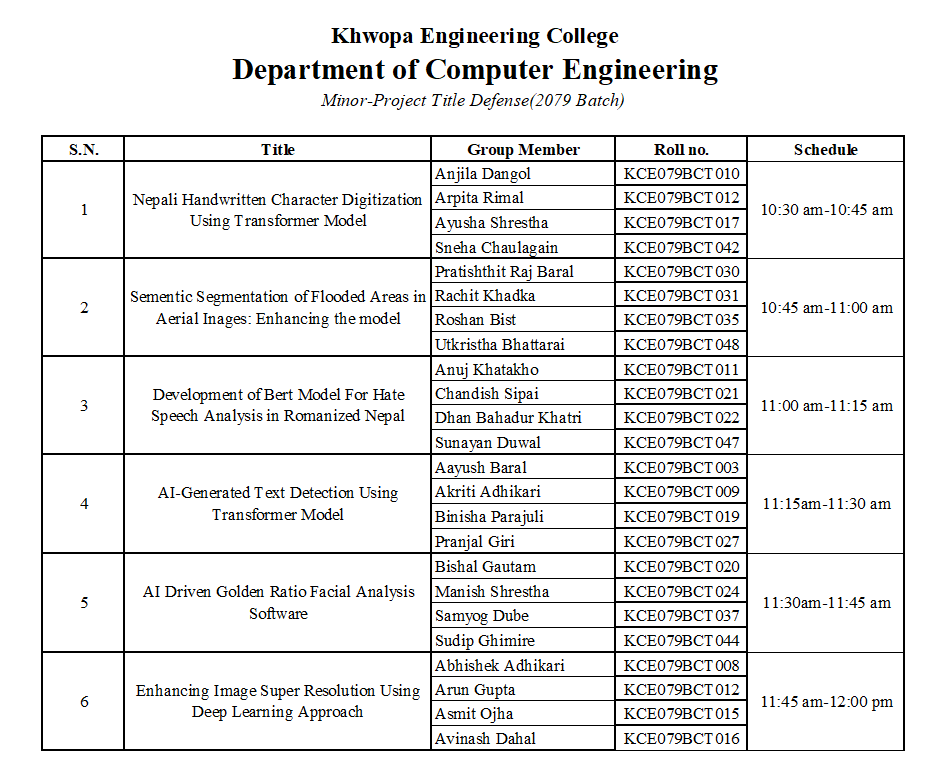 Khwopa Engineering College
Department of Computer Engineering
Minor-Project Title Defense(2079 Batch)
S.N. Title Group Member Roll no. Schedule
1 Nepali Handwritten Character Digitization
Using Transformer Model
Anjila Dangol KCE079BCT010
Arpita Rimal KCE079BCT012
Ayusha Shrestha KCE079BCT017
Sneha Chaulagain KCE079BCT042
10:30 am-10:45 am
2 Sementic Segmentation of Flooded Areas in
Aerial Inages: Enhancing the model
Pratishthit Raj Baral KCE079BCT030
Rachit Khadka KCE079BCT031
Roshan Bist KCE079BCT035
Utkristha Bhattarai KCE079BCT048
10:45 am-11:00 am
3 Development of Bert Model For Hate
Speech Analysis in Romanized Nepal
Anuj Khatakho KCE079BCT011
Chandish Sipai KCE079BCT021
Dhan Bahadur Khatri KCE079BCT022
Sunayan Duwal KCE079BCT047
11:00 am-11:15 am
4 AI-Generated Text Detection Using
Transformer Model
Aayush Baral KCE079BCT003
Akriti Adhikari KCE079BCT009
Binisha Parajuli KCE079BCT019
Pranjal Giri KCE079BCT027
11:15am-11:30 am
5 AI Driven Golden Ratio Facial Analysis
Software
Bishal Gautam KCE079BCT020
Manish Shrestha KCE079BCT024
Samyog Dube KCE079BCT037
Sudip Ghimire KCE079BCT044
11:30am-11:45 am
6 Enhancing Image Super Resolution Using
Deep Learning Approach
Abhishek Adhikari KCE079BCT008
Arun Gupta KCE079BCT012
Asmit Ojha KCE079BCT015
Avinash Dahal KCE079BCT016
11:45 am-12:00 pm